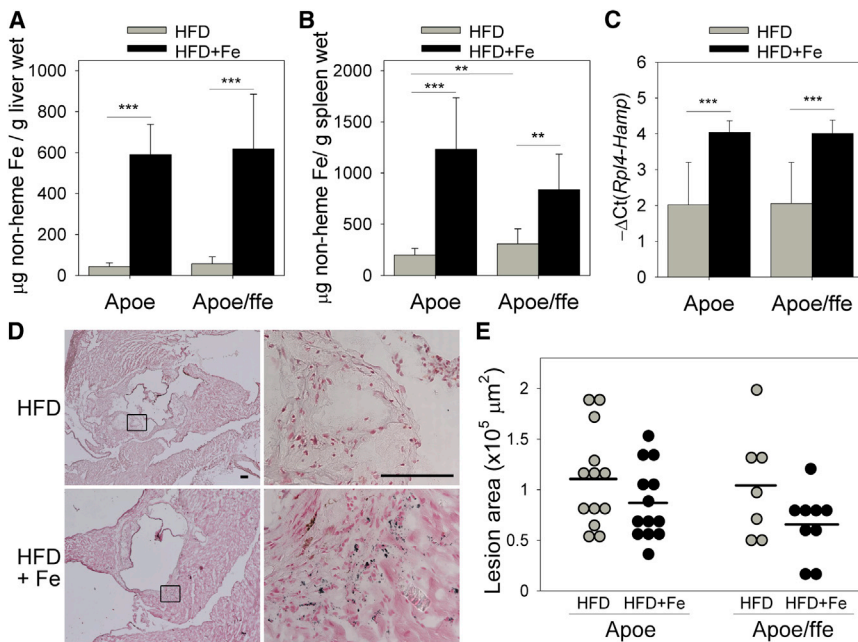 A
HFD
HFD+Fe
μg non-heme Fe / g liver wet
1000
800
600
400
200
0
***
***
Apoe
Apoe/ffe
B
HFD
HFD+Fe
μg non-heme Fe/ g spleen wet
2000
1500
1000
500
0
**
***
**
Apoe
Apoe/ffe
C
HFD
HFD+Fe
−ΔCt(Rpl4-Hamp)
6
5
4
3
2
1
0
***
***
Apoe
Apoe/ffe
D
HFD
HFD
+ Fe
E
Lesion area (x10⁵ μm²)
2
1.5
1
0.5
0
HFD HFD+Fe HFD HFD+Fe
Apoe Apoe/ffe